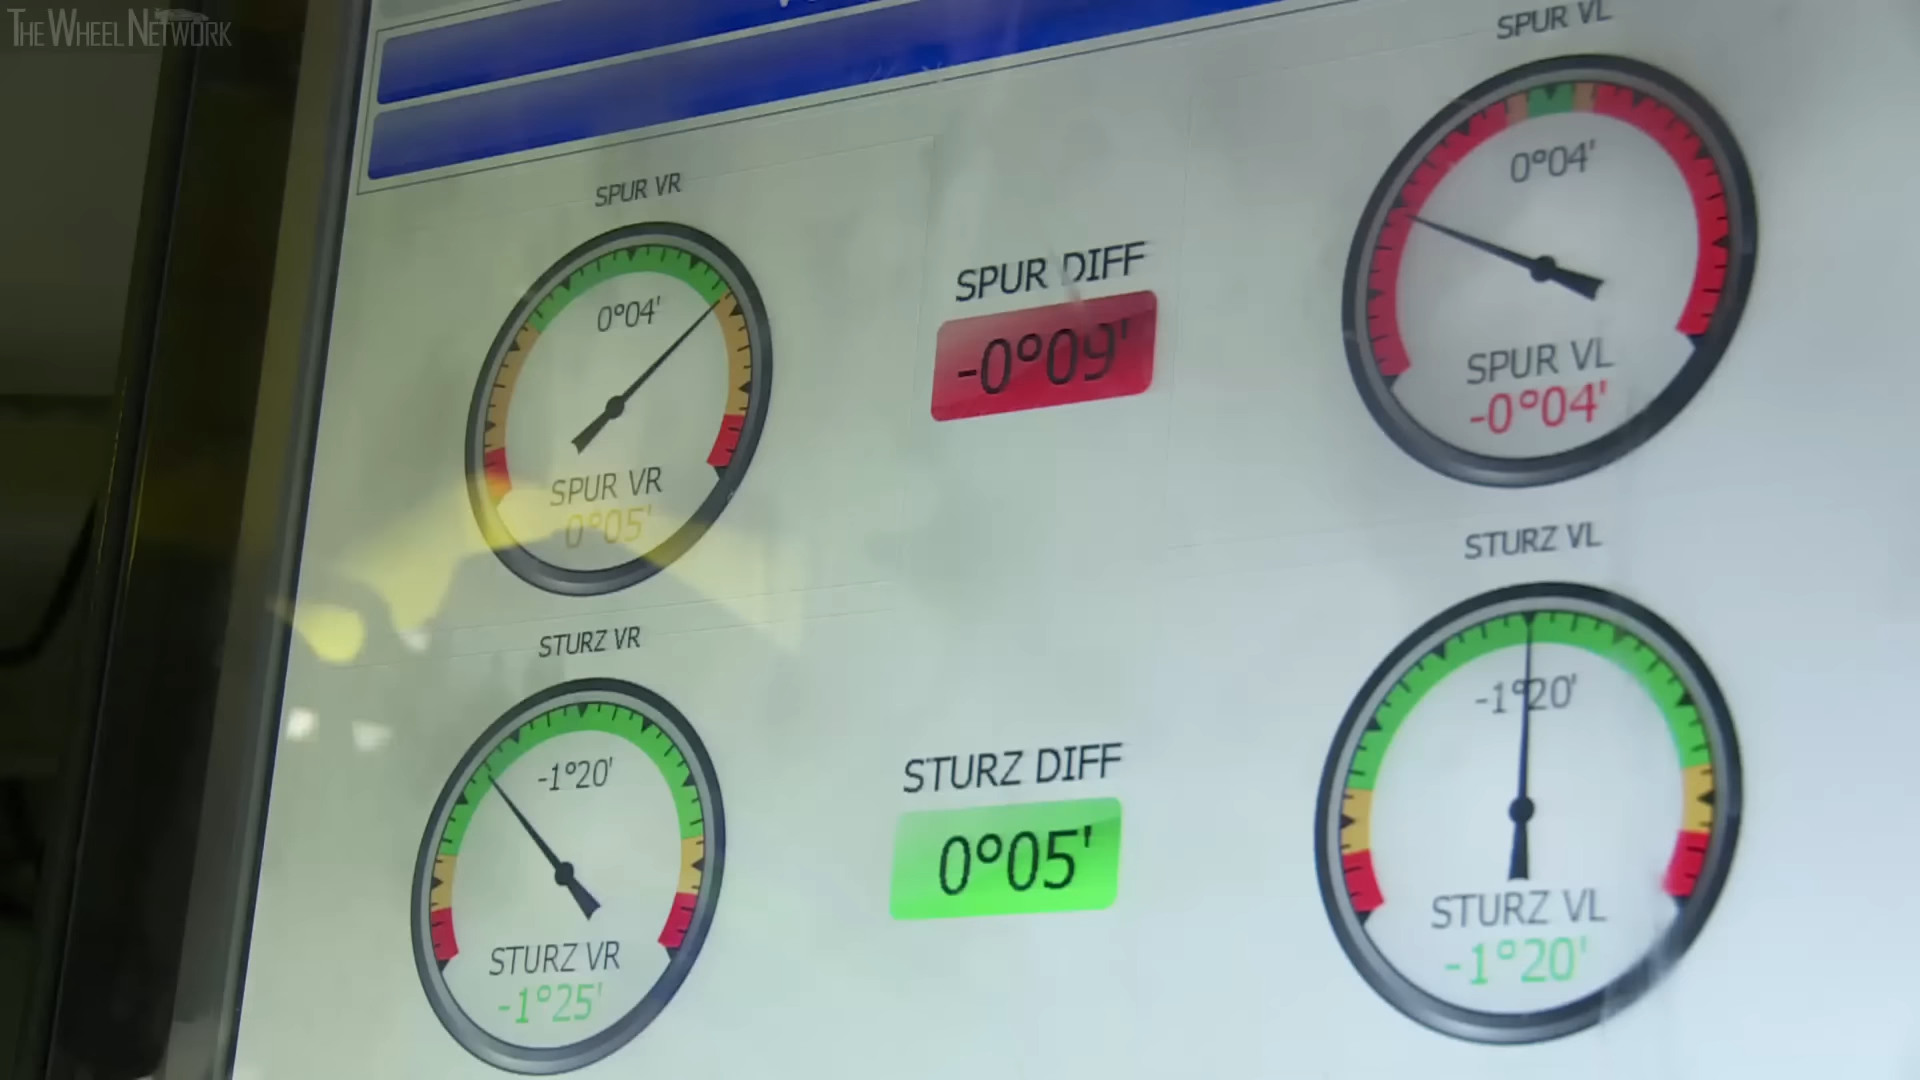 THE WHEEL NETWORK
SPUR VR
0°04'
SPUR VR
0°05'
SPUR DIFF
-0°09'
SPUR VL
0°04'
SPUR VL
-0°04'
STURZ VR
-1°20'
STURZ VR
-1°25'
STURZ DIFF
0°05'
STURZ VL
-1°20'
STURZ VL
-1°20'